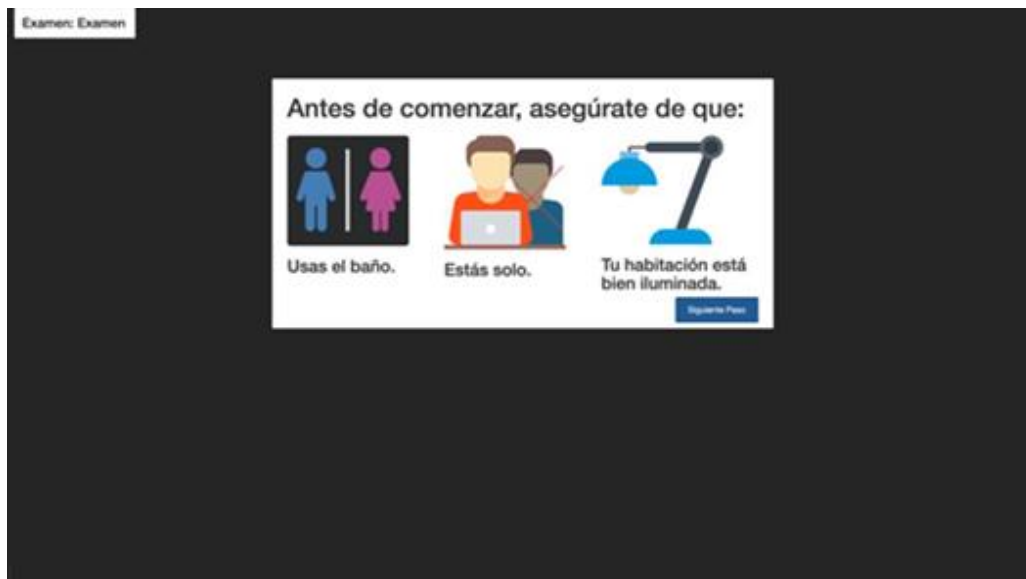 Examen: Examen
Antes de comenzar, asegúrate de que:
Usas el baño.
Estás solo.
Tu habitación está
bien iluminada.
Siguiente Paso